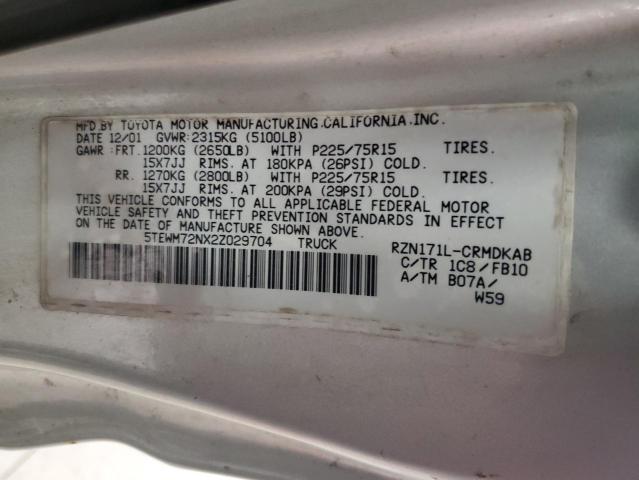 MFD BY TOYOTA MOTOR MANUFACTURING.CALIFORNIA.INC.
DATE 12/01 GVWR:2315KG (5100LB)
GAWR:FRT.1200KG (2650LB) WITH P225/75R15 TIRES.
15X7JJ RIMS. AT 180KPA (26PSI) COLD.
RR. 1270KG (2800LB) WITH P225/75R15 TIRES.
15X7JJ RIMS. AT 200KPA (29PSI) COLD.
THIS VEHICLE CONFORMS TO ALL APPLICABLE FEDERAL MOTOR
VEHICLE SAFETY AND THEFT PREVENTION STANDARDS IN EFFECT
ON THE DATE OF MANUFACTURE SHOWN ABOVE.
5TEWM72NX2Z029704 TRUCK RZN171L-CRMDKAB
C/TR 1C8/FB10
A/TM B07A/
W59